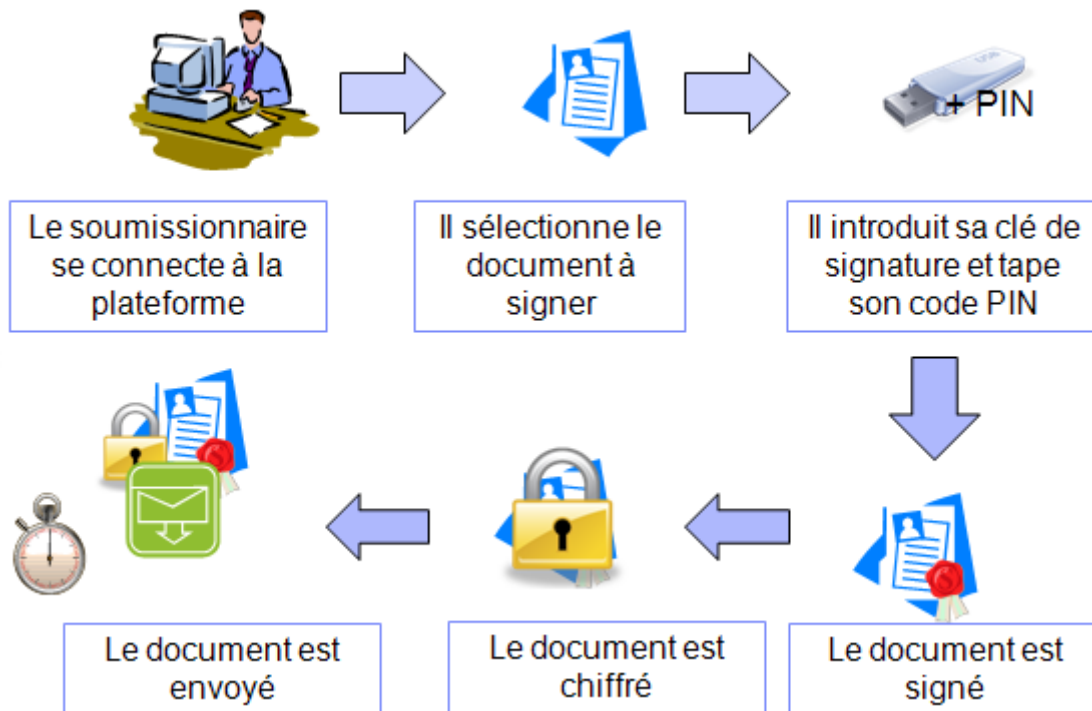 + PIN
Le soumissionnaire
se connecte à la
plateforme
Il sélectionne le
document à
signer
Il introduit sa clé de
signature et tape
son code PIN
Le document est
envoyé
Le document est
chiffré
Le document est
signé